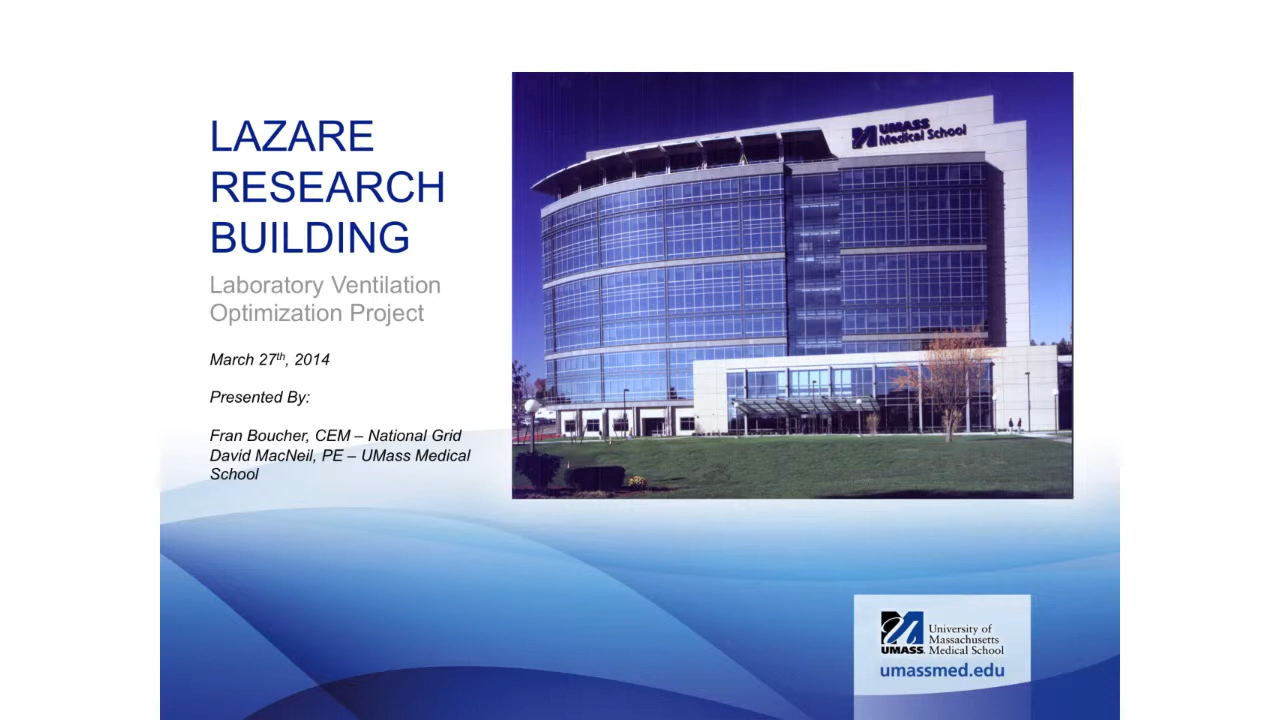 LAZARE
RESEARCH
BUILDING
Laboratory Ventilation
Optimization Project
March 27th, 2014
Presented By:
Fran Boucher, CEM – National Grid
David MacNeil, PE – UMass Medical
School
UMASS
Medical School
University of
Massachusetts
UMASS. Medical School
umassmed.edu